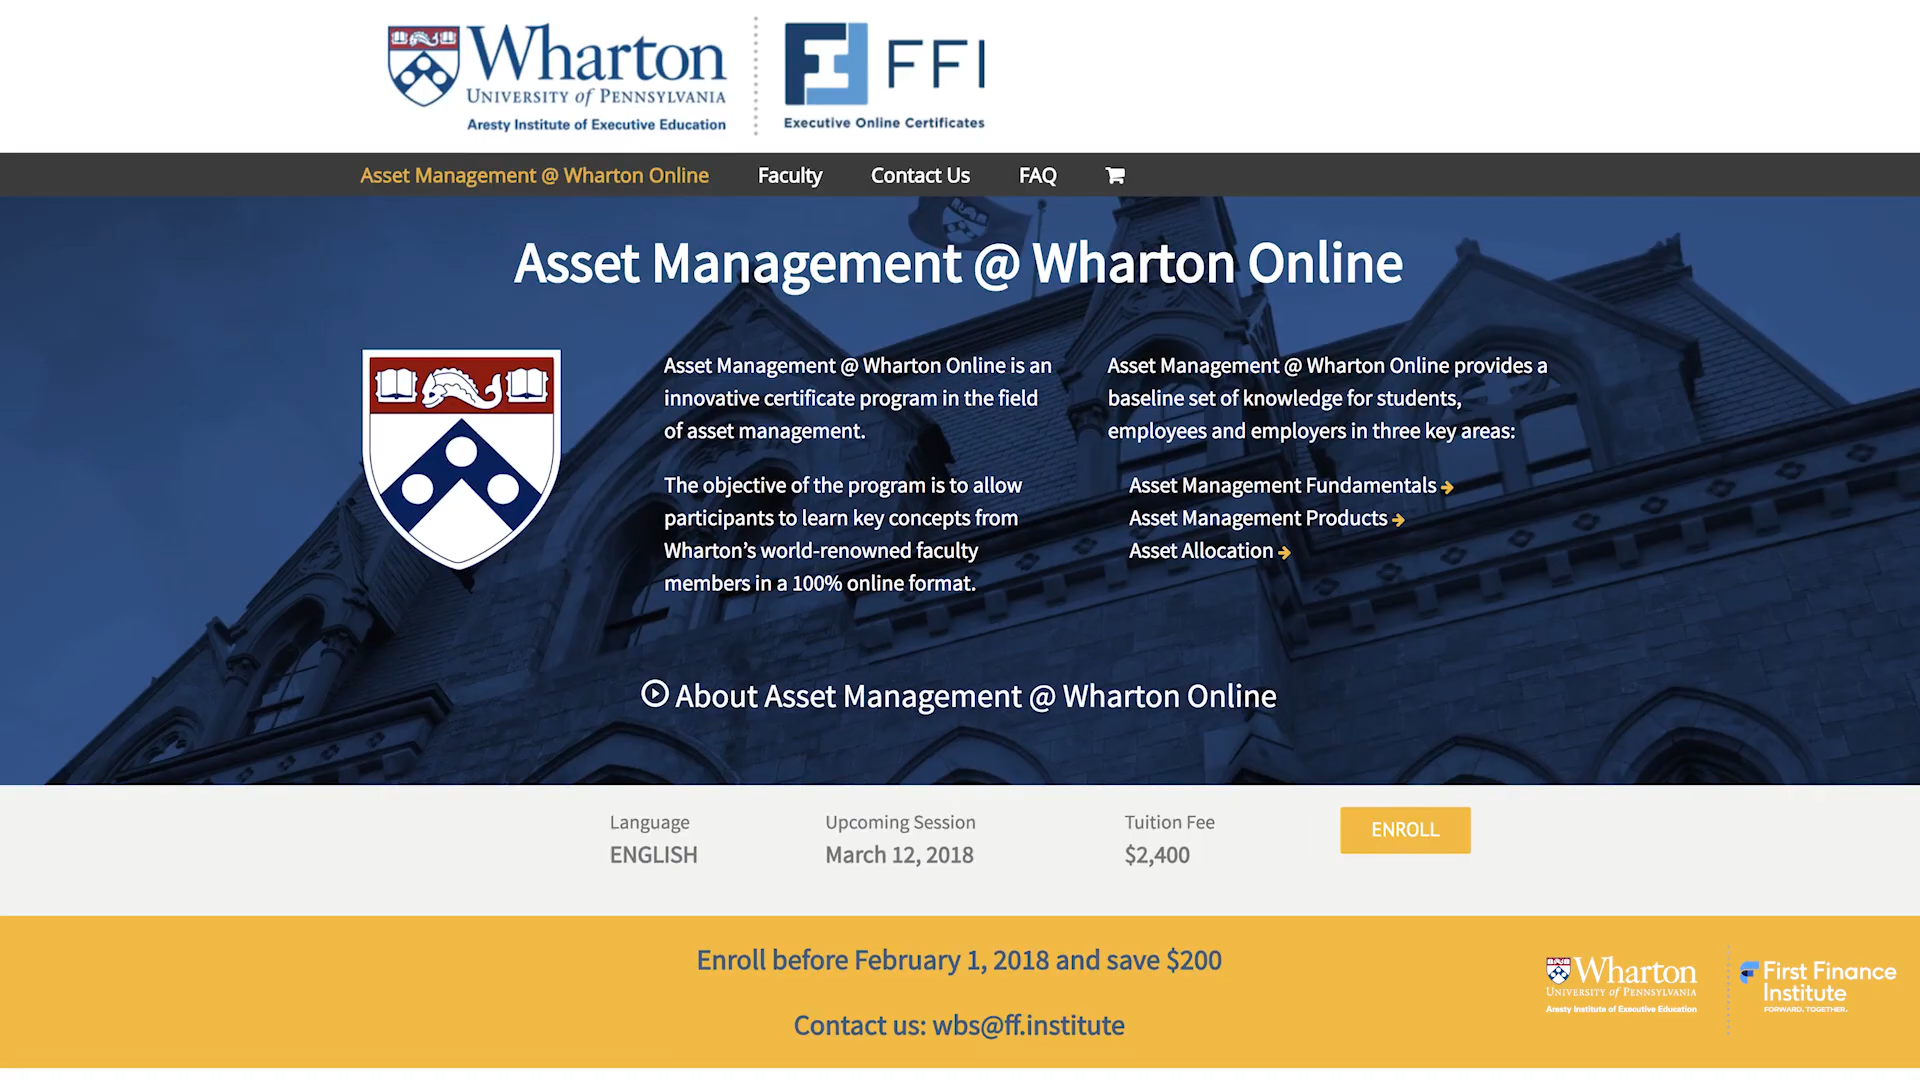 Wharton
UNIVERSITY of PENNSYLVANIA
Aresty Institute of Executive Education
FFI
Executive Online Certificates
Asset Management @ Wharton Online
Faculty
Contact Us
FAQ
Asset Management @ Wharton Online
Asset Management @ Wharton Online is an
innovative certificate program in the field
of asset management.
The objective of the program is to allow
participants to learn key concepts from
Wharton’s world-renowned faculty
members in a 100% online format.
Asset Management @ Wharton Online provides a
baseline set of knowledge for students,
employees and employers in three key areas:
Asset Management Fundamentals
Asset Management Products
Asset Allocation
About Asset Management @ Wharton Online
Language
ENGLISH
Upcoming Session
March 12, 2018
Tuition Fee
$2,400
ENROLL
Enroll before February 1, 2018 and save $200
Contact us: wbs@ff.institute
Wharton
UNIVERSITY of PENNSYLVANIA
Aresty Institute of Executive Education
First Finance
Institute
FORWARD. TOGETHER.